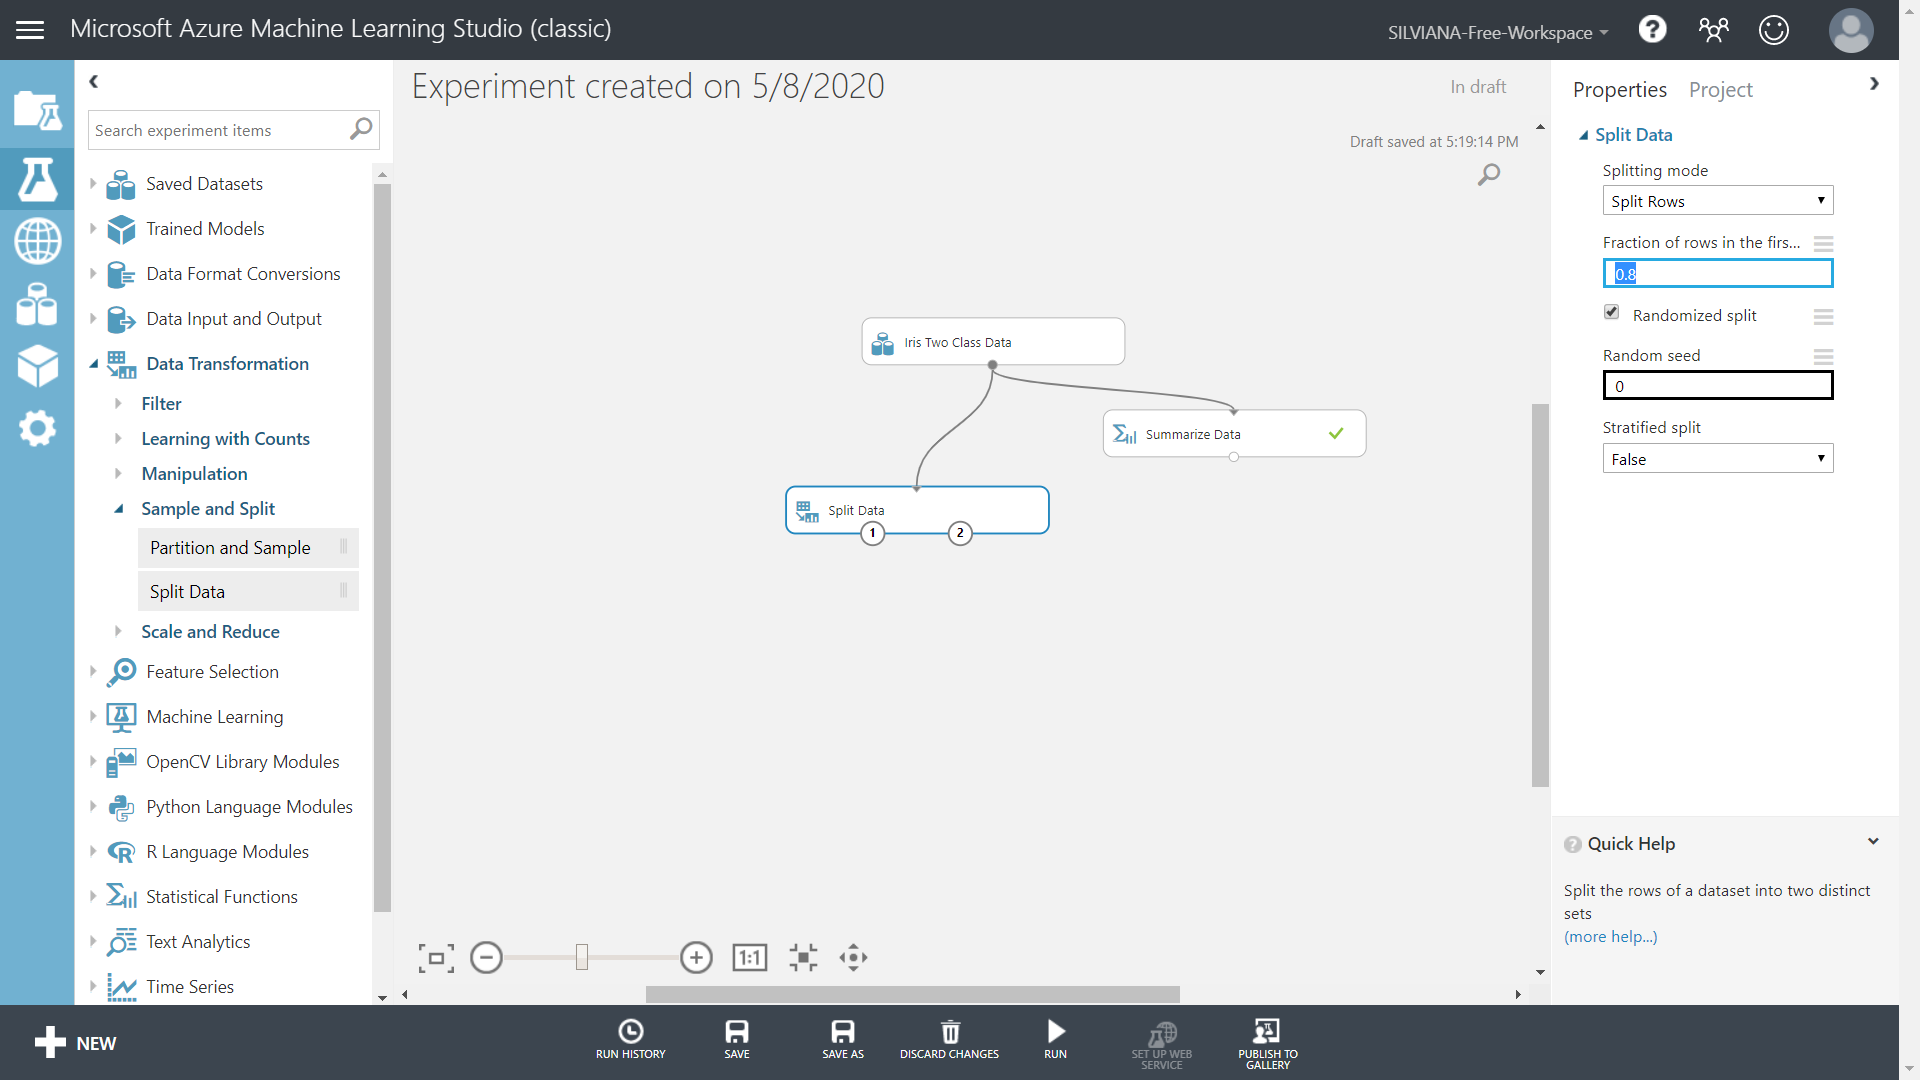 Microsoft Azure Machine Learning Studio (classic)
SILVIANA-Free-Workspace
?
Search experiment items
Saved Datasets
Trained Models
Data Format Conversions
Data Input and Output
Data Transformation
Filter
Learning with Counts
Manipulation
Sample and Split
Partition and Sample
Split Data
Scale and Reduce
Feature Selection
Machine Learning
OpenCV Library Modules
Python Language Modules
R Language Modules
Statistical Functions
Text Analytics
Time Series
Experiment created on 5/8/2020
In draft
Draft saved at 5:19:14 PM
Iris Two Class Data
Summarize Data
Split Data
1
2
1:1
Properties
Project
Split Data
Splitting mode
Split Rows
Fraction of rows in the firs...
0.8
Randomized split
Random seed
0
Stratified split
False
? Quick Help
Split the rows of a dataset into two distinct
sets
(more help...)
NEW
RUN HISTORY
SAVE
SAVE AS
DISCARD CHANGES
RUN
SET UP WEB
SERVICE
PUBLISH TO
GALLERY